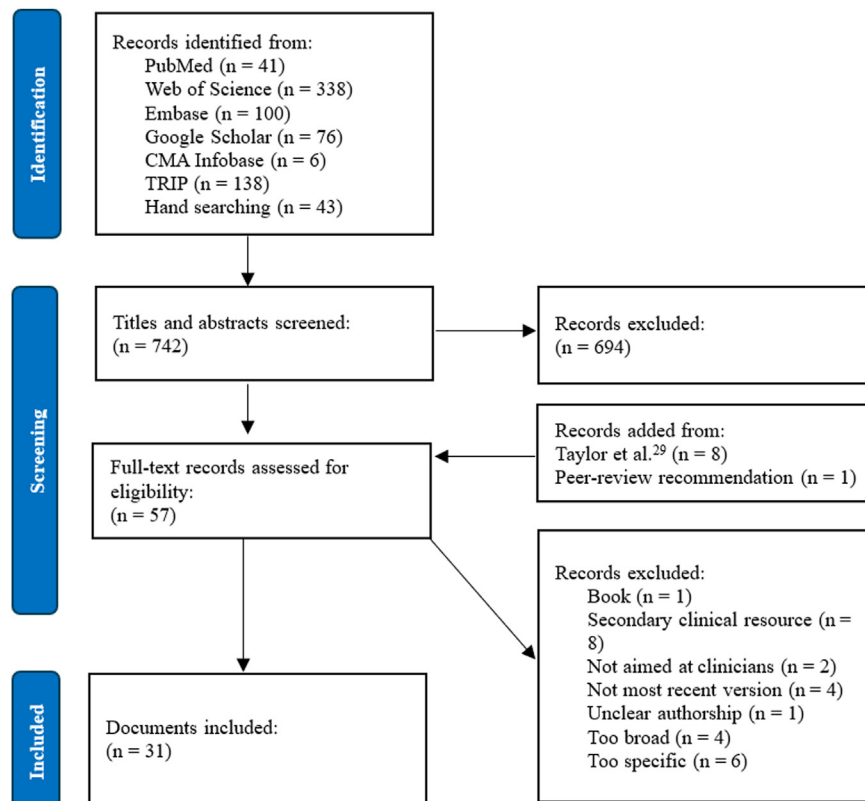 Identification
Records identified from:
PubMed (n = 41)
Web of Science (n = 338)
Embase (n = 100)
Google Scholar (n = 76)
CMA Infobase (n = 6)
TRIP (n = 138)
Hand searching (n = 43)
Screening
Titles and abstracts screened:
(n = 742)
Records excluded:
(n = 694)
Records added from:
Taylor et al.²⁹ (n = 8)
Peer-review recommendation (n = 1)
Full-text records assessed for
eligibility:
(n = 57)
Records excluded:
Book (n = 1)
Secondary clinical resource (n =
8)
Not aimed at clinicians (n = 2)
Not most recent version (n = 4)
Unclear authorship (n = 1)
Too broad (n = 4)
Too specific (n = 6)
Included
Documents included:
(n = 31)